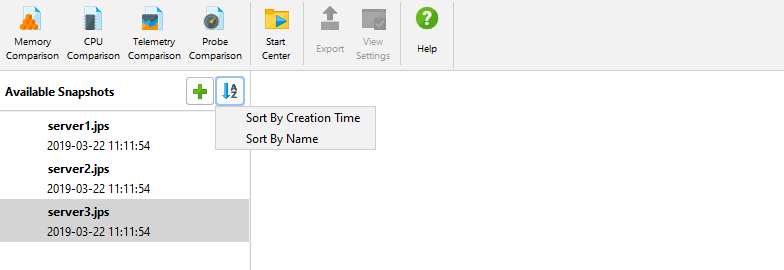 Memory Comparison
CPU Comparison
Telemetry Comparison
Probe Comparison
Start Center
Export
View Settings
Help
Available Snapshots
Sort By Creation Time
Sort By Name
server1.jps
2019-03-22 11:11:54
server2.jps
2019-03-22 11:11:54
server3.jps
2019-03-22 11:11:54